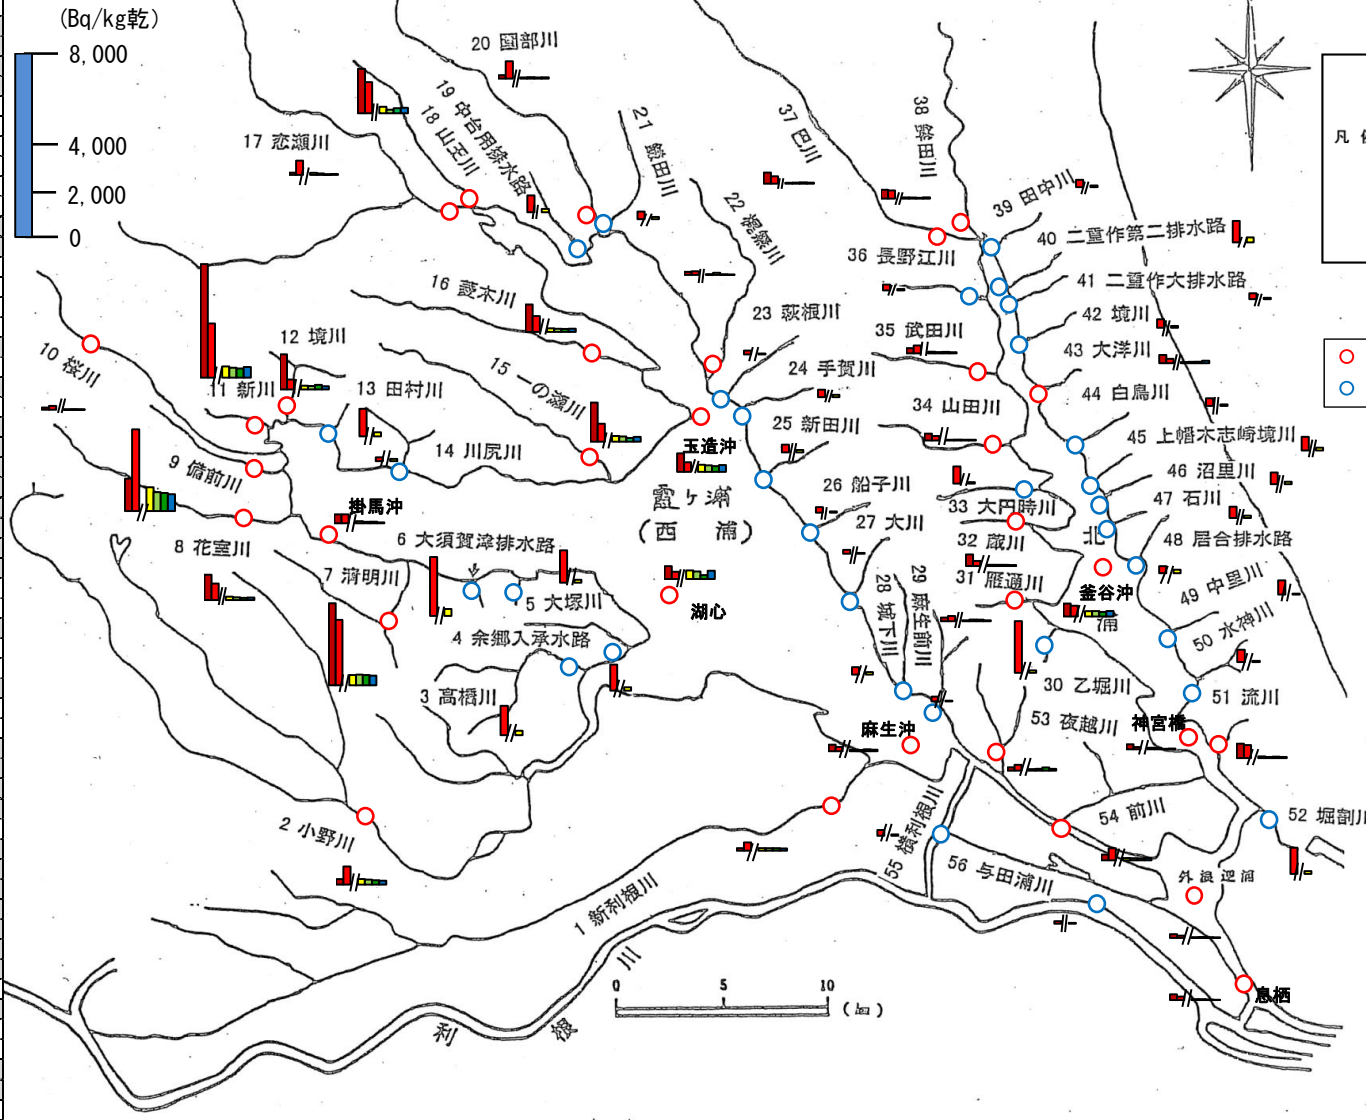 (Bq/kg乾)
8,000
4,000
2,000
0
20 園部川
19 中台用排水路
18 山王川
17 恋瀬川
21 鎌田川
22 梶無川
37 巴川
38 鉾田川
39 田中川
40 二重作第二排水路
41 二重作大排水路
42 境川
43 大洋川
44 白鳥川
45 上幡木志崎境川
46 沼里川
47 石川
48 居合排水路
49 中里川
50 水神川
51 流川
52 堀割川
凡
36 長野江川
35 武田川
34 山田川
33 大円時川
32 蔵川
31 雁通川
30 乙堀川
53 夜越川
54 前川
16 菱木川
15 一の瀬川
12 境川
11 新川
13 田村川
14 川尻川
10 桜川
9 備前川
8 花室川
7 清明川
6 大須賀津排水路
5 大塚川
4 余郷入承水路
3 高橋川
2 小野川
1 新利根川
23 萩根川
24 手賀川
25 新田川
26 船子川
27 大川
28 城下川
29 麻生前川
玉造沖
霞ヶ浦
(西 浦)
掛馬沖
湖心
麻生沖
北
浦
釜谷沖
神宮橋
外浪逆浦
息栖
55 横利根川
56 与田浦川
利
根
川
0 5 10